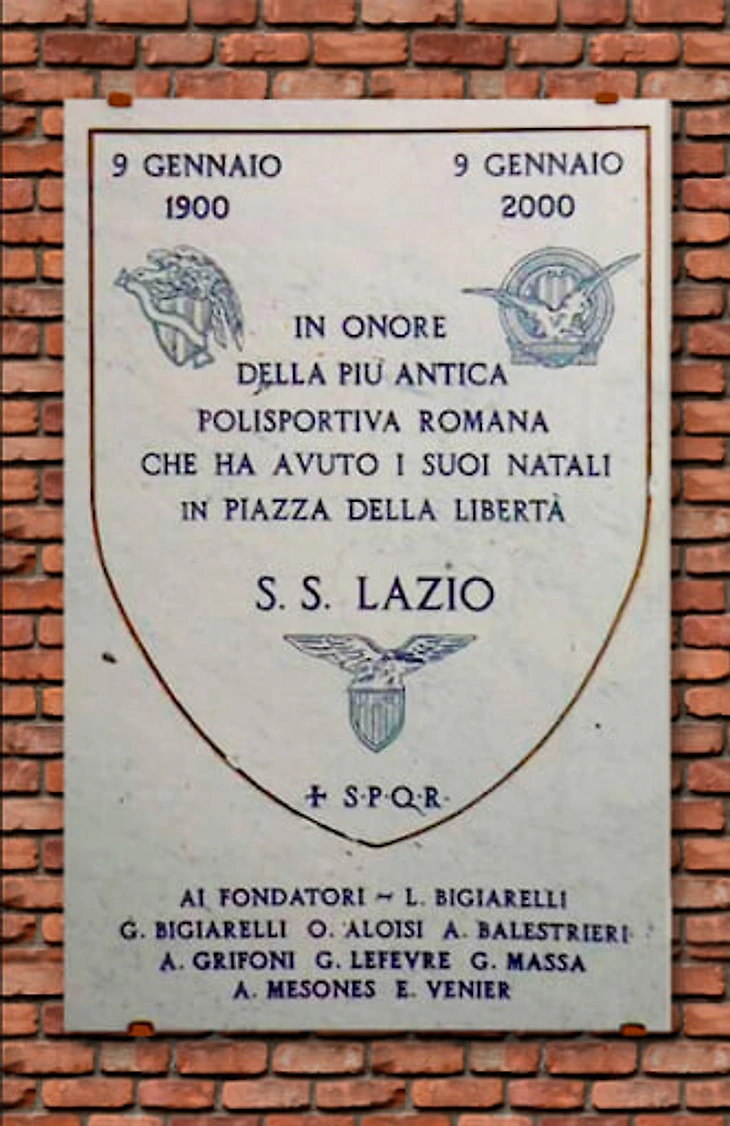 9 GENNAIO 9 GENNAIO
1900 2000
IN ONORE
DELLA PIÙ ANTICA
POLISPORTIVA ROMANA
CHE HA AVUTO I SUOI NATALI
IN PIAZZA DELLA LIBERTÀ
S. S. LAZIO
✝ S·P·Q·R·
AI FONDATORI ~ L. BIGIARELLI
G. BIGIARELLI O. ALOISI A. BALESTRIERI
A. GRIFONI G. LEFEVRE G. MASSA
A. MESONES E. VENIER